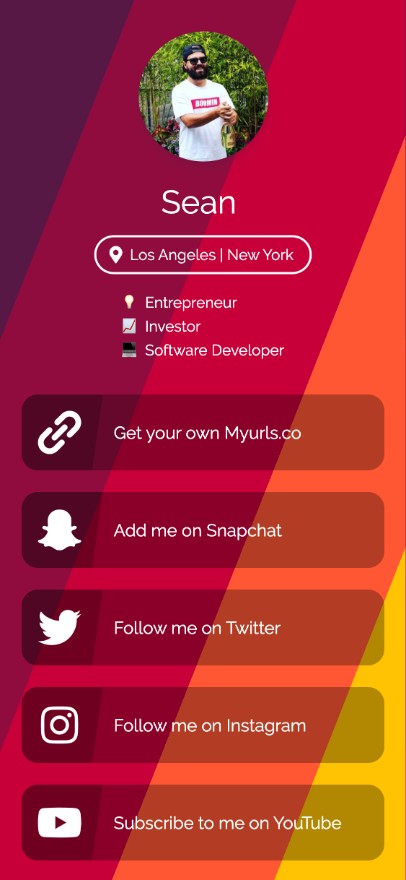 Sean
Los Angeles | New York
Entrepreneur
Investor
Software Developer
Get your own Myurls.co
Add me on Snapchat
Follow me on Twitter
Follow me on Instagram
Subscribe to me on YouTube